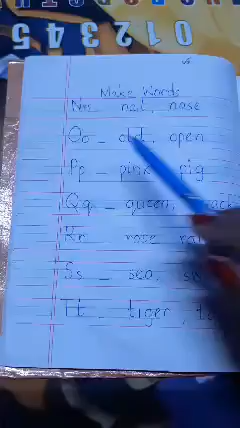 0 1 2 3 4 5
Make Words
Nn _ nail, nose
Oo _ old, open
Pp _ pink, pig
Qq _ queen,
Rr _ rose
Ss _ sea,
Tt _ tiger,